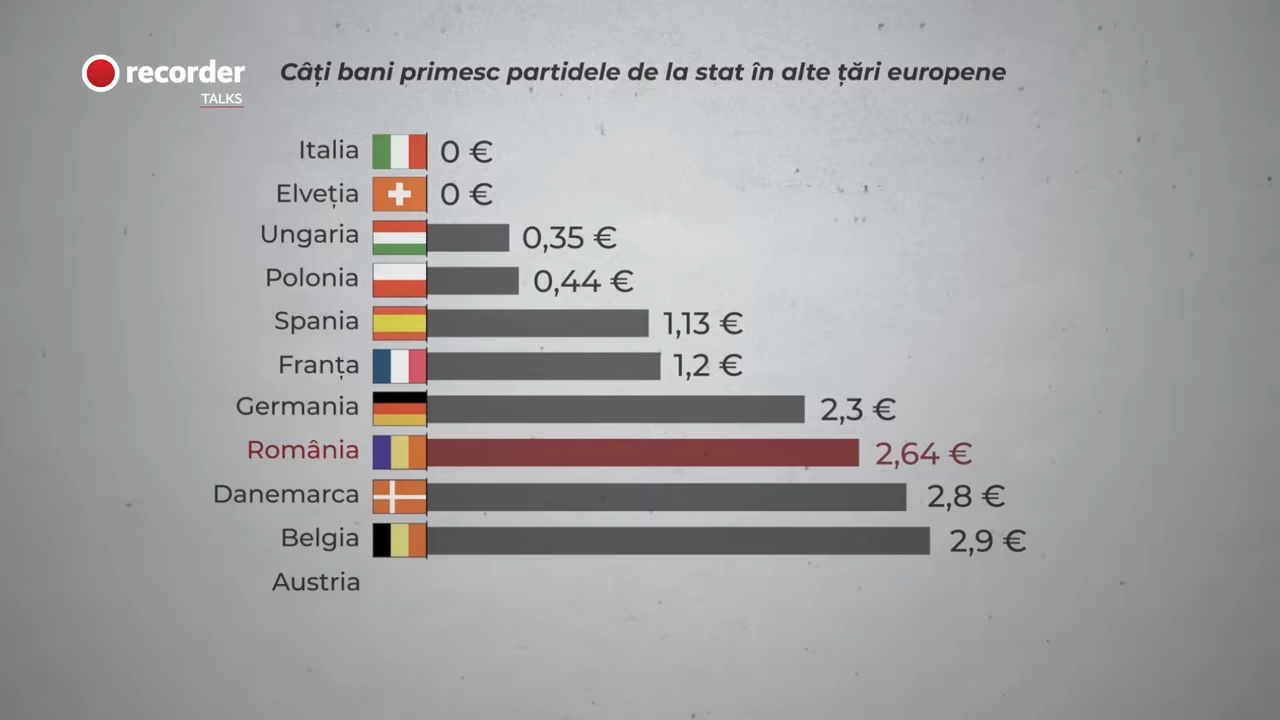 recorder
TALKS
Câți bani primesc partidele de la stat în alte țări europene
Italia 0 €
Elveția 0 €
Ungaria 0,35 €
Polonia 0,44 €
Spania 1,13 €
Franța 1,2 €
Germania 2,3 €
România 2,64 €
Danemarca 2,8 €
Belgia 2,9 €
Austria